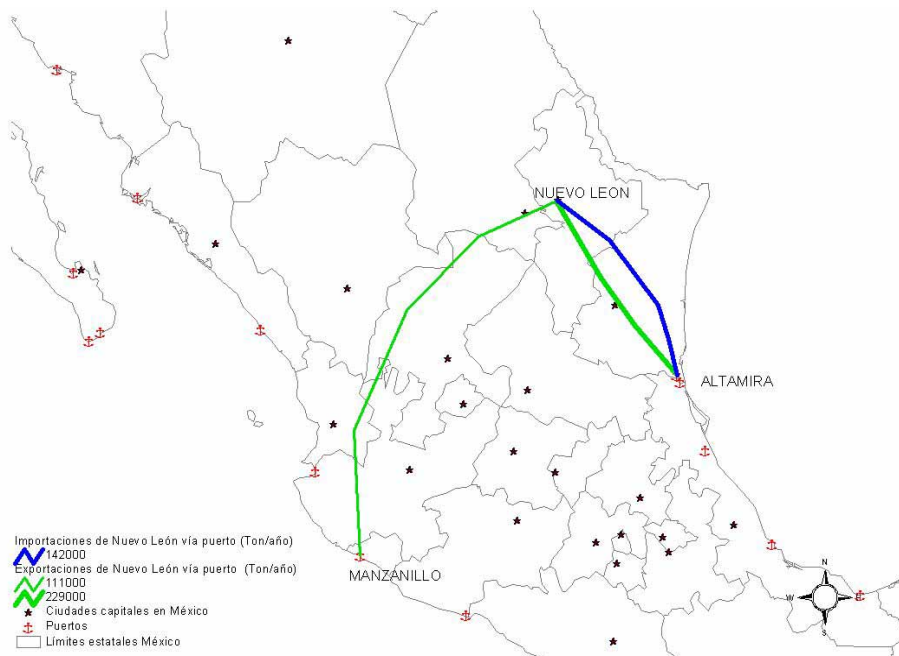 NUEVO LEON
ALTAMIRA
MANZANILLO
Importaciones de Nuevo León vía puerto (Ton/año)
142000
Exportaciones de Nuevo León vía puerto (Ton/año)
111000
229000
Ciudades capitales en México
Puertos
Límites estatales México
N
W E
S